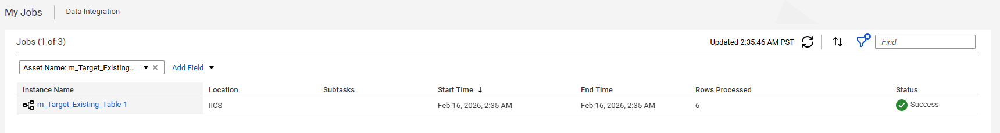 My Jobs Data Integration
Jobs (1 of 3) Updated 2:35:46 AM PST Find
Asset Name: m_Target_Existing... Add Field
Instance Name Location Subtasks Start Time End Time Rows Processed Status
m_Target_Existing_Table-1 IICS Feb 16, 2026, 2:35 AM Feb 16, 2026, 2:35 AM 6 Success